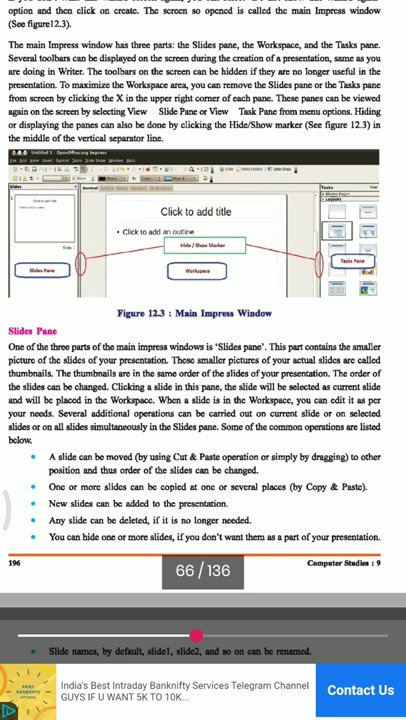 option and then click on create. The screen so opened is called the main Impress window
(See figure12.3).
The main Impress window has three parts: the Slides pane, the Workspace, and the Tasks pane.
Several toolbars can be displayed on the screen during the creation of a presentation, same as you
are doing in Writer. The toolbars on the screen can be hidden if they are no longer useful in the
presentation. To maximize the Workspace area, you can remove the Slides pane or the Tasks pane
from screen by clicking the X in the upper right corner of each pane. These panes can be viewed
again on the screen by selecting View Slide Pane or View Task Pane from menu options. Hiding
or displaying the panes can also be done by clicking the Hide/Show marker (See figure 12.3) in
the middle of the vertical separator line.
Untitled 1 - OpenOffice.org Impress
Slides
Tasks
Layouts
Click to add title
• Click to add an outline
Hide / Show Marker
Slide 1
Slides Pane
Workspace
Tasks Pane
Figure 12.3 : Main Impress Window
Slides Pane
One of the three parts of the main impress windows is ‘Slides pane’. This part contains the smaller
picture of the slides of your presentation. These smaller pictures of your actual slides are called
thumbnails. The thumbnails are in the same order of the slides of your presentation. The order of
the slides can be changed. Clicking a slide in this pane, the slide will be selected as current slide
and will be placed in the Workspace. When a slide is in the Workspace, you can edit it as per
your needs. Several additional operations can be carried out on current slide or on selected
slides or on all slides simultaneously in the Slides pane. Some of the common operations are listed
below.
• A slide can be moved (by using Cut & Paste operation or simply by dragging) to other
position and thus order of the slides can be changed.
• One or more slides can be copied at one or several places (by Copy & Paste).
• New slides can be added to the presentation.
• Any slide can be deleted, if it is no longer needed.
• You can hide one or more slides, if you don’t want them as a part of your presentation.
196
66 / 136
Computer Studies : 9
• Slide names, by default, slide1, slide2, and so on can be renamed.
India's Best Intraday Banknifty Services Telegram Channel
GUYS IF U WANT 5K TO 10K...
Contact Us